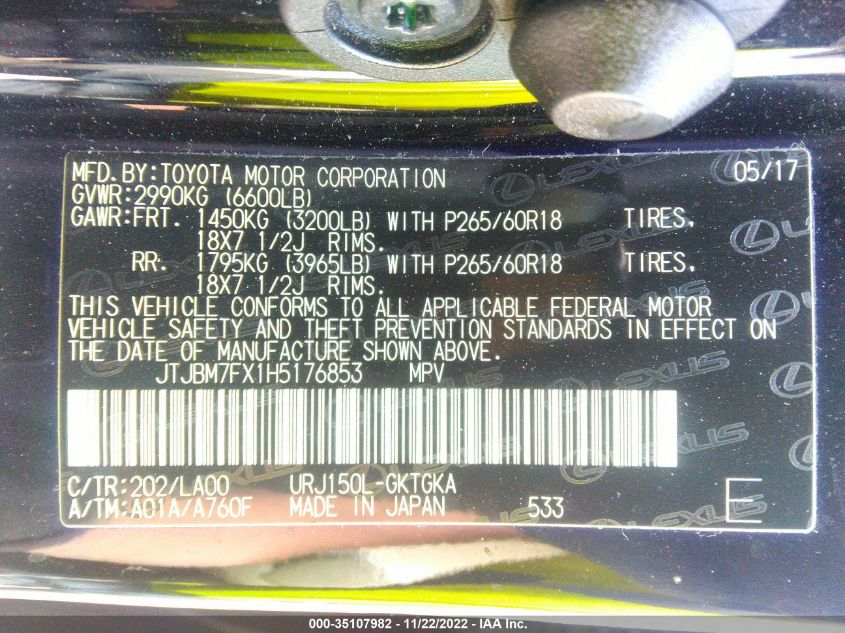 MFD.BY:TOYOTA MOTOR CORPORATION 05/17
GVWR:2990KG (6600LB)
GAWR:FRT. 1450KG (3200LB) WITH P265/60R18 TIRES,
18X7 1/2J RIMS.
RR. 1795KG (3965LB) WITH P265/60R18 TIRES,
18X7 1/2J RIMS.
THIS VEHICLE CONFORMS TO ALL APPLICABLE FEDERAL MOTOR
VEHICLE SAFETY AND THEFT PREVENTION STANDARDS IN EFFECT ON
THE DATE OF MANUFACTURE SHOWN ABOVE.
JTJBM7FX1H5176853 MPV
C/TR:202/LA00 URJ150L-GKTGKA
A/TM:A01A/A760F MADE IN JAPAN 533 E
LEXUS
000-35107982 - 11/22/2022 - IAA Inc.